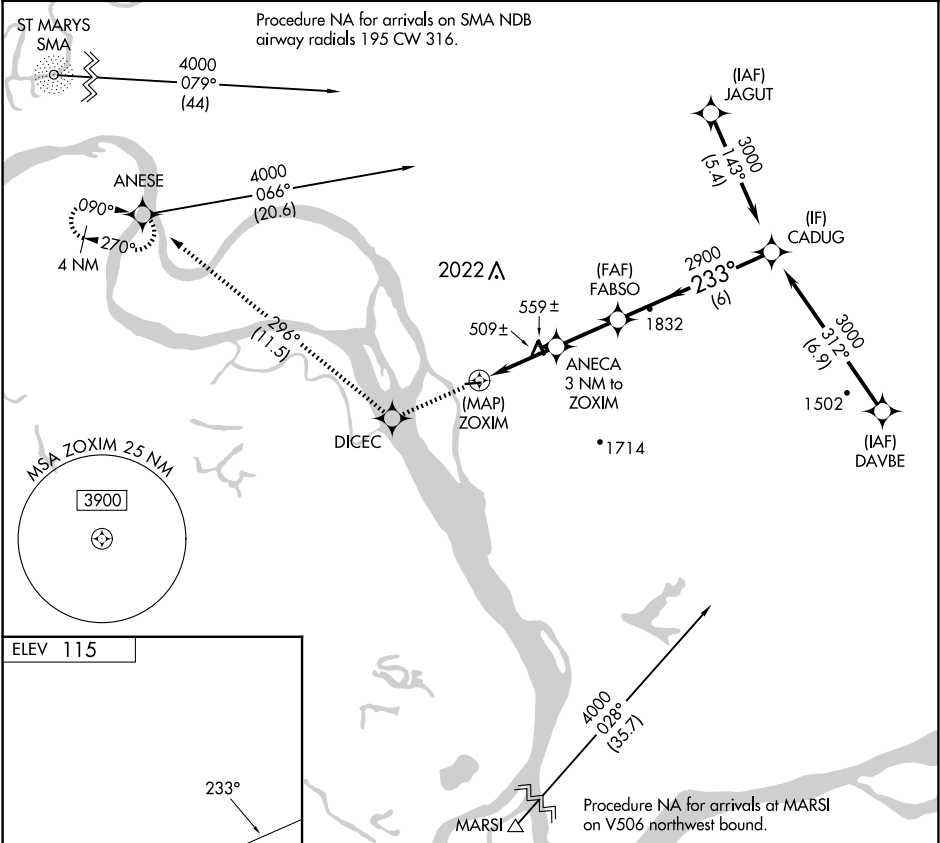 Procedure NA for arrivals on SMA NDB
airway radials 195 CW 316.
ST MARYS
SMA
4000
079°
(44)
(IAF)
JAGUT
3000
143°
(5.4)
ANESE
4000
066°
(20.6)
090°
270°
4 NM
(IF)
CADUG
2900
233°
(6)
2022
(FAF)
FABSO
1832
559±
509±
296°
(11.5)
ANECA
3 NM to
ZOXIM
3000
312°
(6.9)
(MAP)
ZOXIM
1502
DICEC
1714
(IAF)
DAVBE
MSA ZOXIM 25 NM
3900
ELEV 115
4000
028°
(35.7)
233°
MARSI
Procedure NA for arrivals at MARSI
on V506 northwest bound.